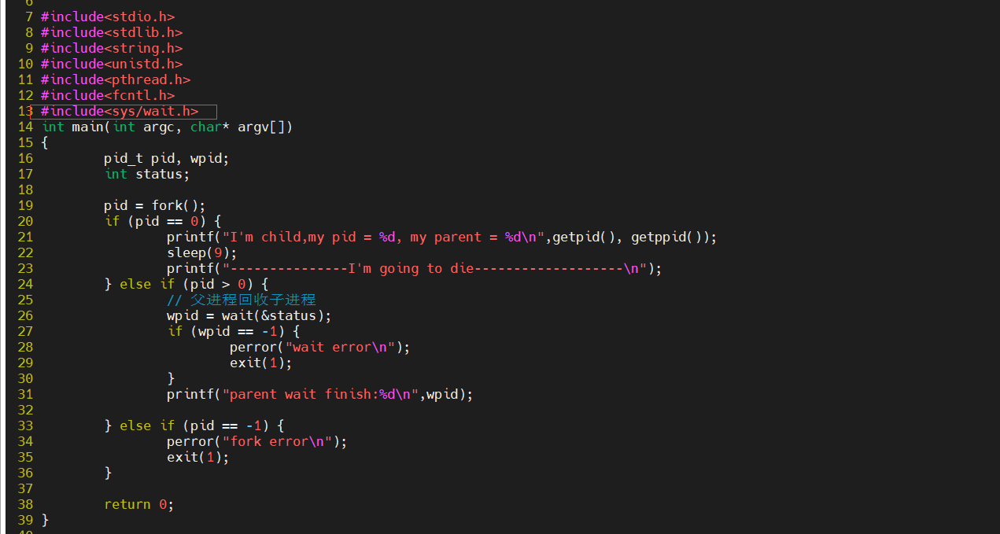 6
7 #include<stdio.h>
8 #include<stdlib.h>
9 #include<string.h>
10 #include<unistd.h>
11 #include<pthread.h>
12 #include<fcntl.h>
13 #include<sys/wait.h>
14 int main(int argc, char* argv[])
15 {
16         pid_t pid, wpid;
17         int status;
18
19         pid = fork();
20         if (pid == 0) {
21                 printf("I'm child,my pid = %d, my parent = %d\n",getpid(), getppid());
22                 sleep(9);
23                 printf("---------------I'm going to die-------------------\n");
24         } else if (pid > 0) {
25                 // 父进程回收子进程
26                 wpid = wait(&status);
27                 if (wpid == -1) {
28                         perror("wait error\n");
29                         exit(1);
30                 }
31                 printf("parent wait finish:%d\n",wpid);
32
33         } else if (pid == -1) {
34                 perror("fork error\n");
35                 exit(1);
36         }
37
38         return 0;
39 }
40